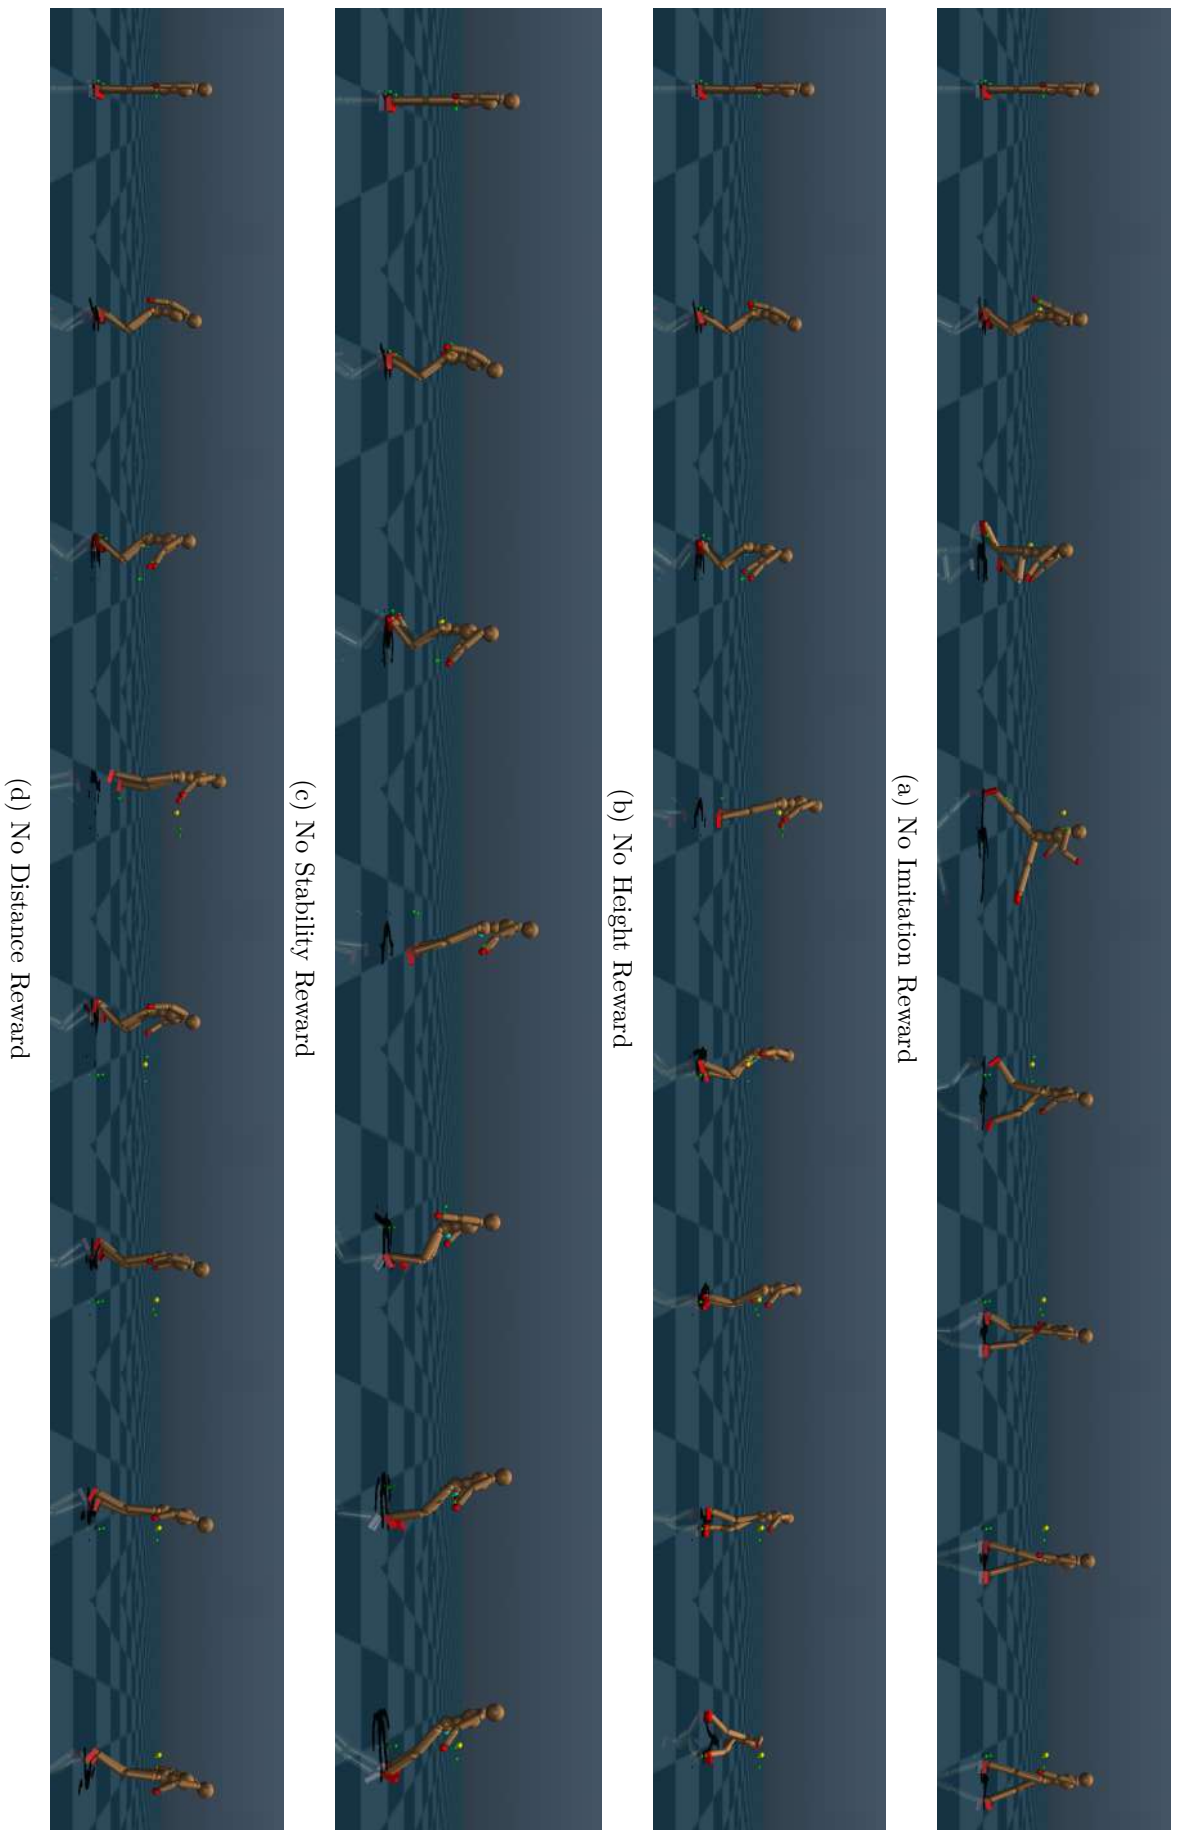 (a) No Imitation Reward
(b) No Height Reward
(c) No Stability Reward
(d) No Distance Reward